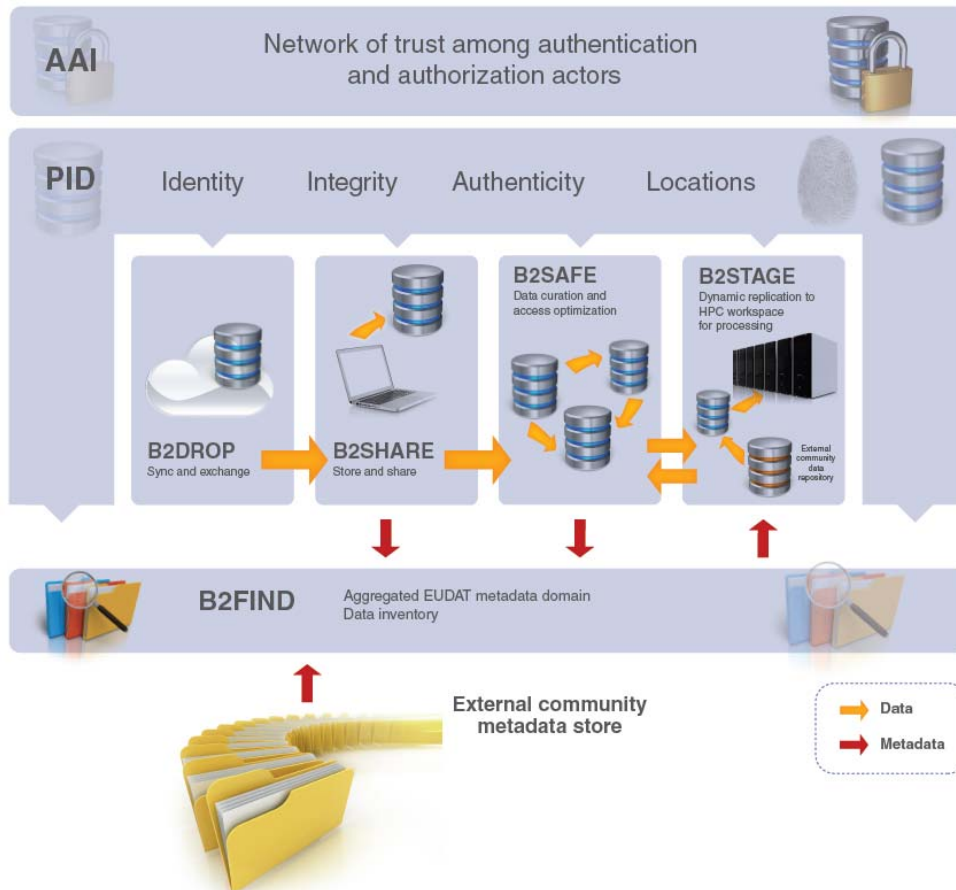 AAI
Network of trust among authentication
and authorization actors
PID
Identity
Integrity
Authenticity
Locations
B2DROP
Sync and exchange
B2SHARE
Store and share
B2SAFE
Data curation and
access optimization
B2STAGE
Dynamic replication to
HPC workspace
for processing
External
community
data
repository
B2FIND
Aggregated EUDAT metadata domain
Data inventory
External community
metadata store
Data
Metadata